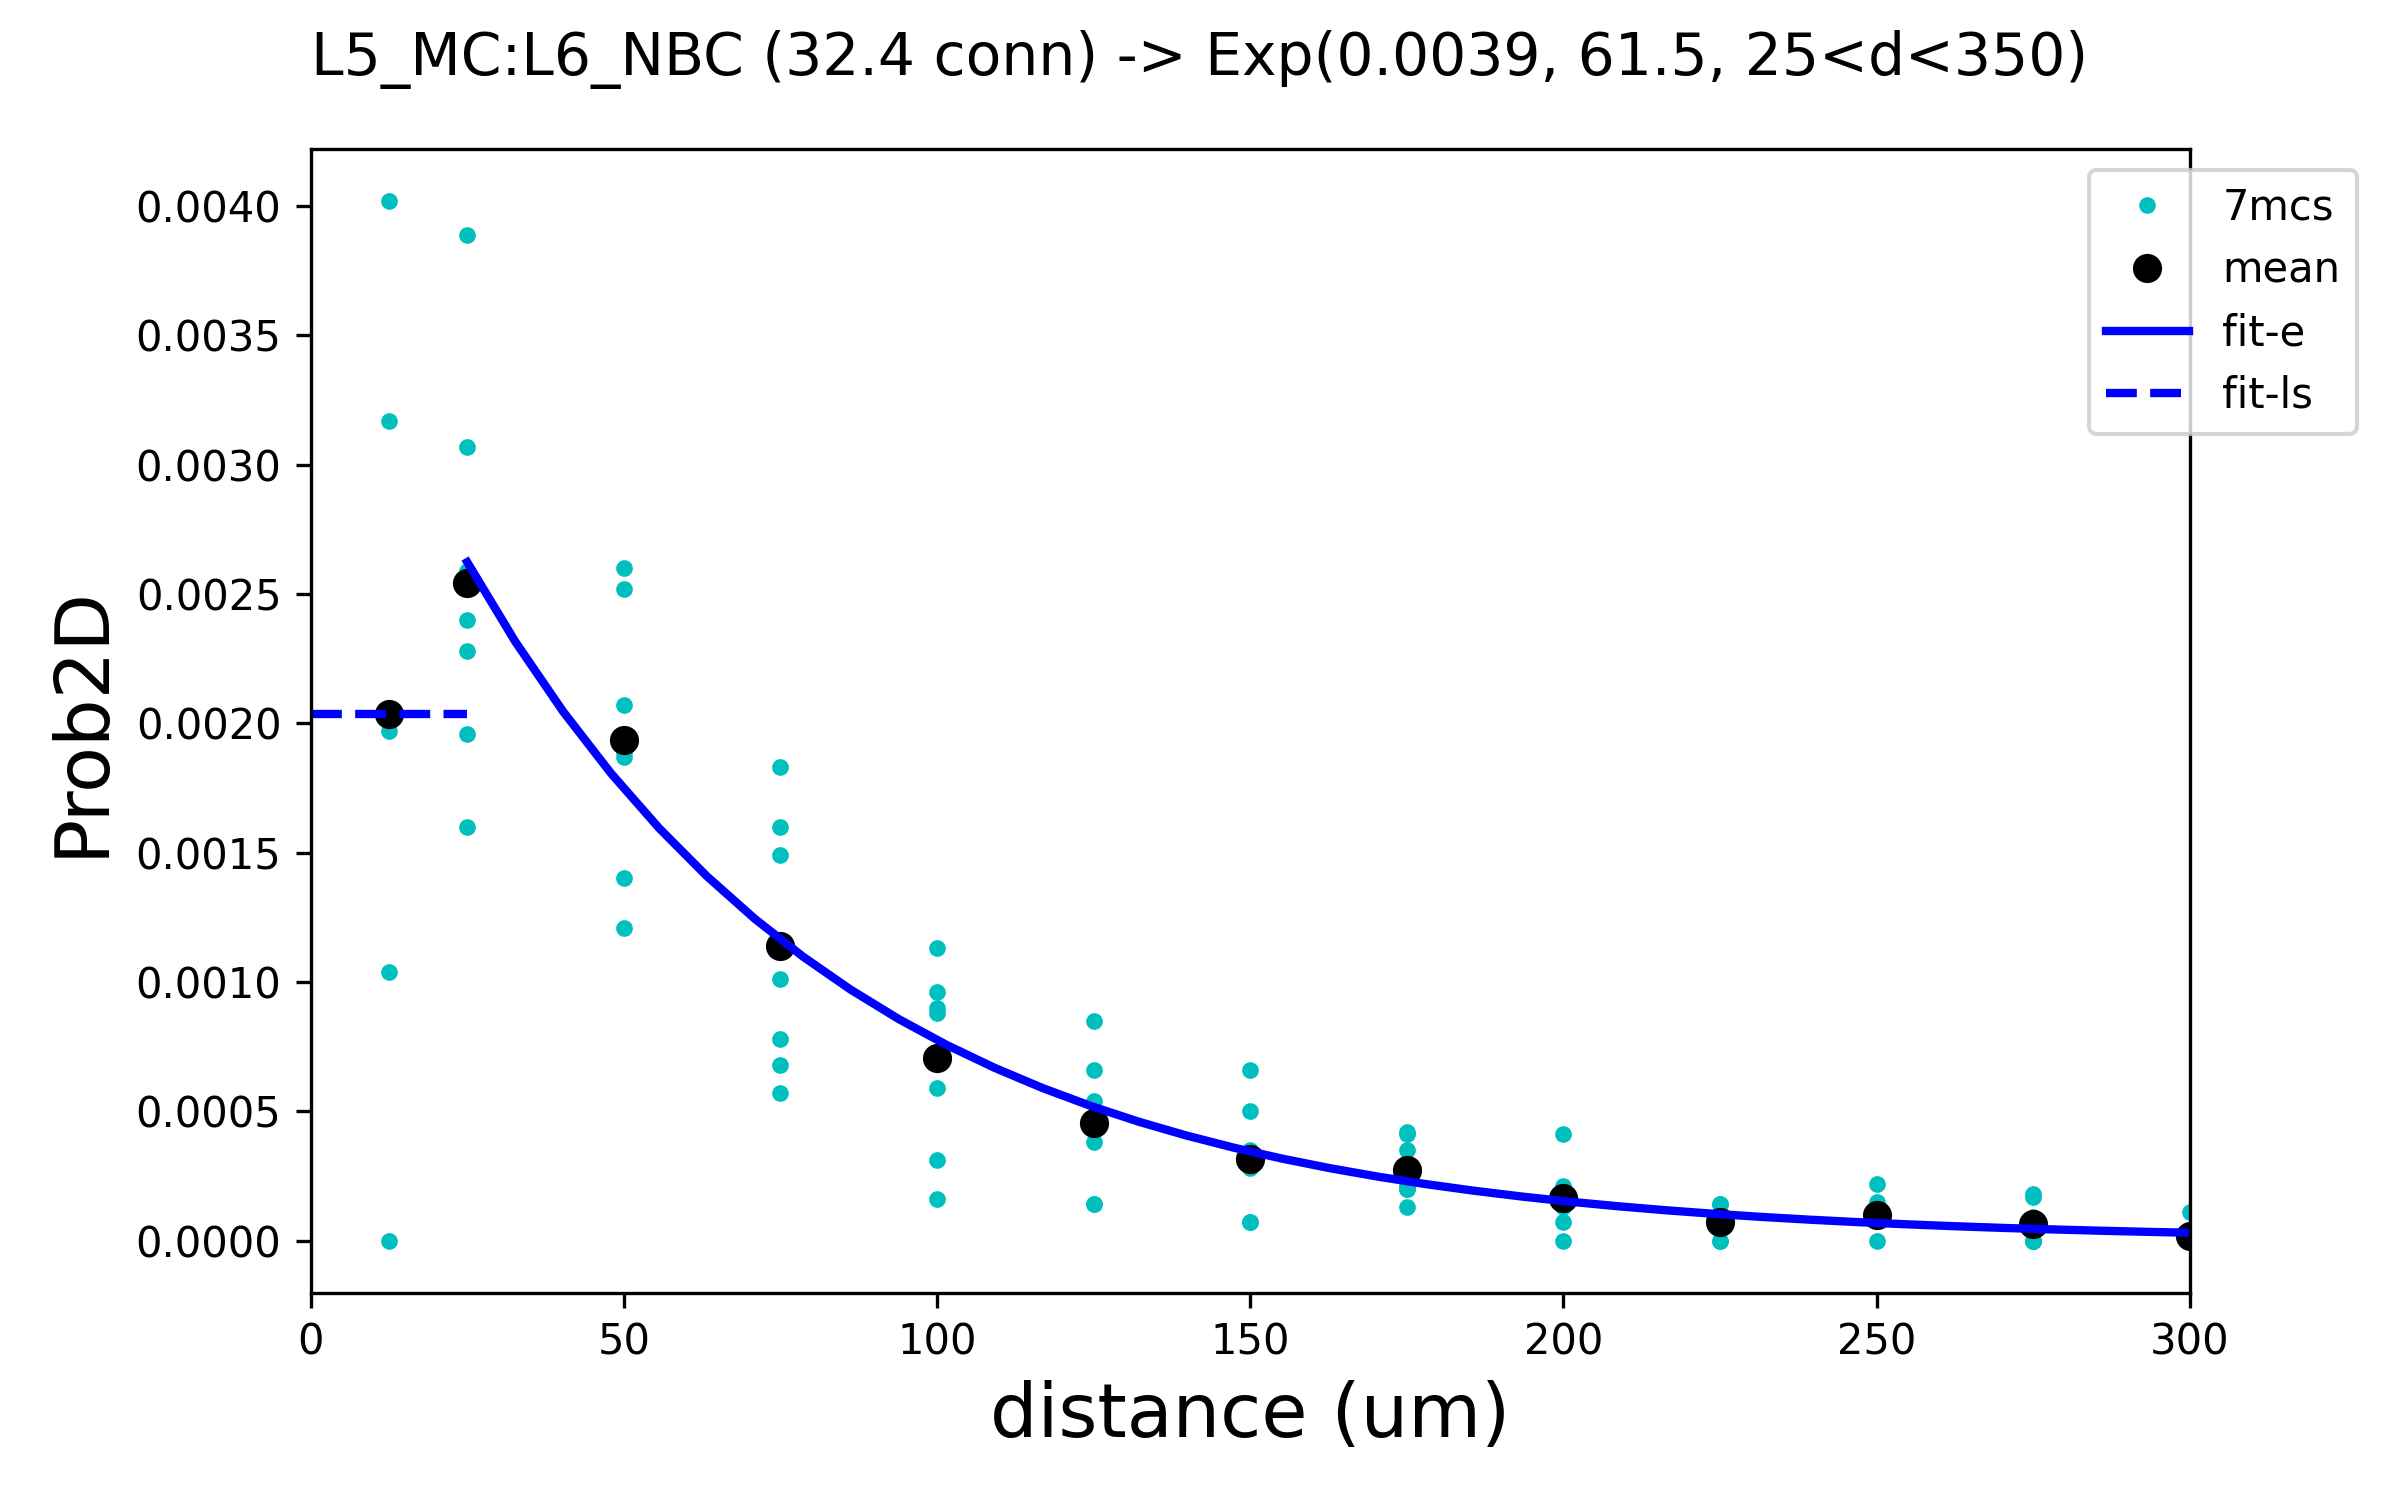 L5_MC:L6_NBC (32.4 conn) -> Exp(0.0039, 61.5, 25<d<350)
0.0040
0.0035
0.0030
0.0025
0.0020
0.0015
0.0010
0.0005
0.0000
Prob2D
7mcs
mean
fit-e
fit-ls
0 50 100 150 200 250 300
distance (um)